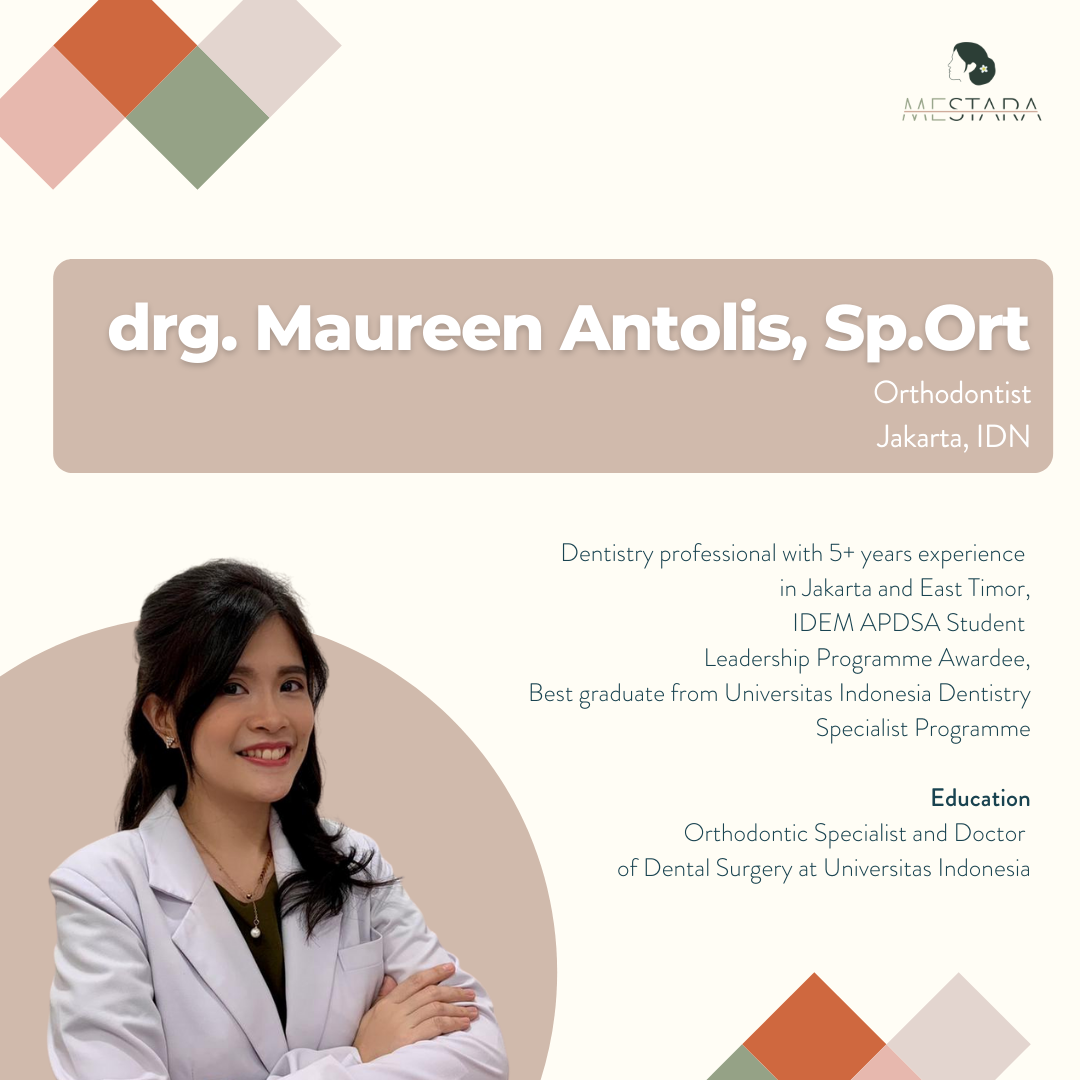 MESTARA
drg. Maureen Antolis, Sp.Ort
Orthodontist
Jakarta, IDN
Dentistry professional with 5+ years experience
in Jakarta and East Timor,
IDEM APDSA Student
Leadership Programme Awardee,
Best graduate from Universitas Indonesia Dentistry
Specialist Programme
Education
Orthodontic Specialist and Doctor
of Dental Surgery at Universitas Indonesia